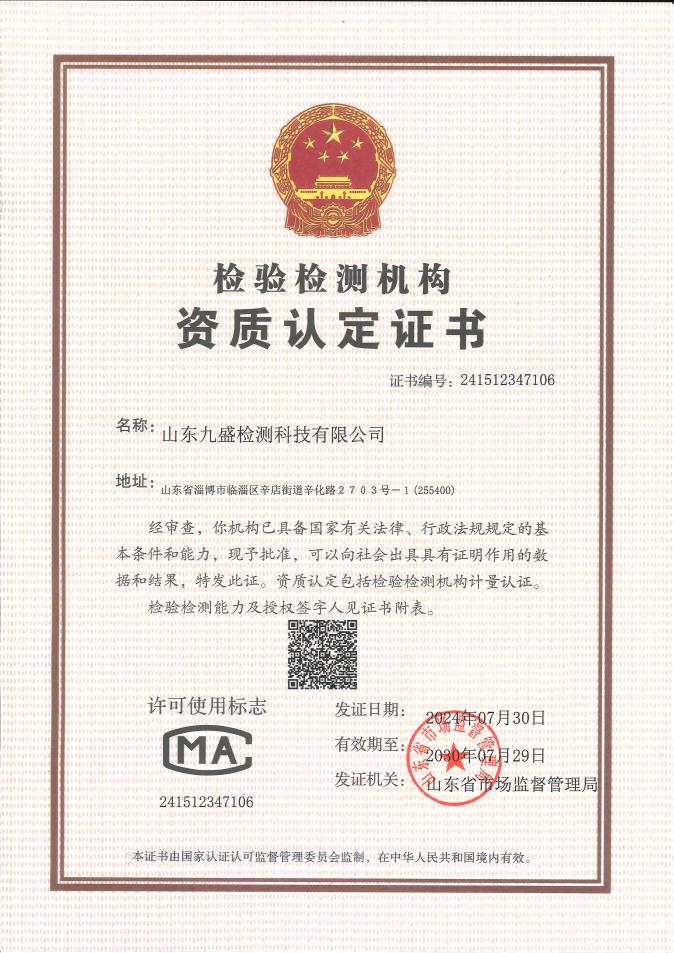 检验检测机构
资质认定证书
证书编号：241512347106
名称：山东九盛检测科技有限公司
地址：山东省淄博市临淄区辛店街道辛化路２７０３号－１(255400)
经审查，你机构已具备国家有关法律、行政法规规定的基
本条件和能力，现予批准，可以向社会出具具有证明作用的数
据和结果，特发此证。资质认定包括检验检测机构计量认证。
检验检测能力及授权签字人见证书附表。
许可使用标志
MA
241512347106
发证日期：2024年07月30日
有效期至：2030年07月29日
发证机关：山东省市场监督管理局
山东省市场监督管理局
本证书由国家认证认可监督管理委员会监制，在中华人民共和国境内有效。